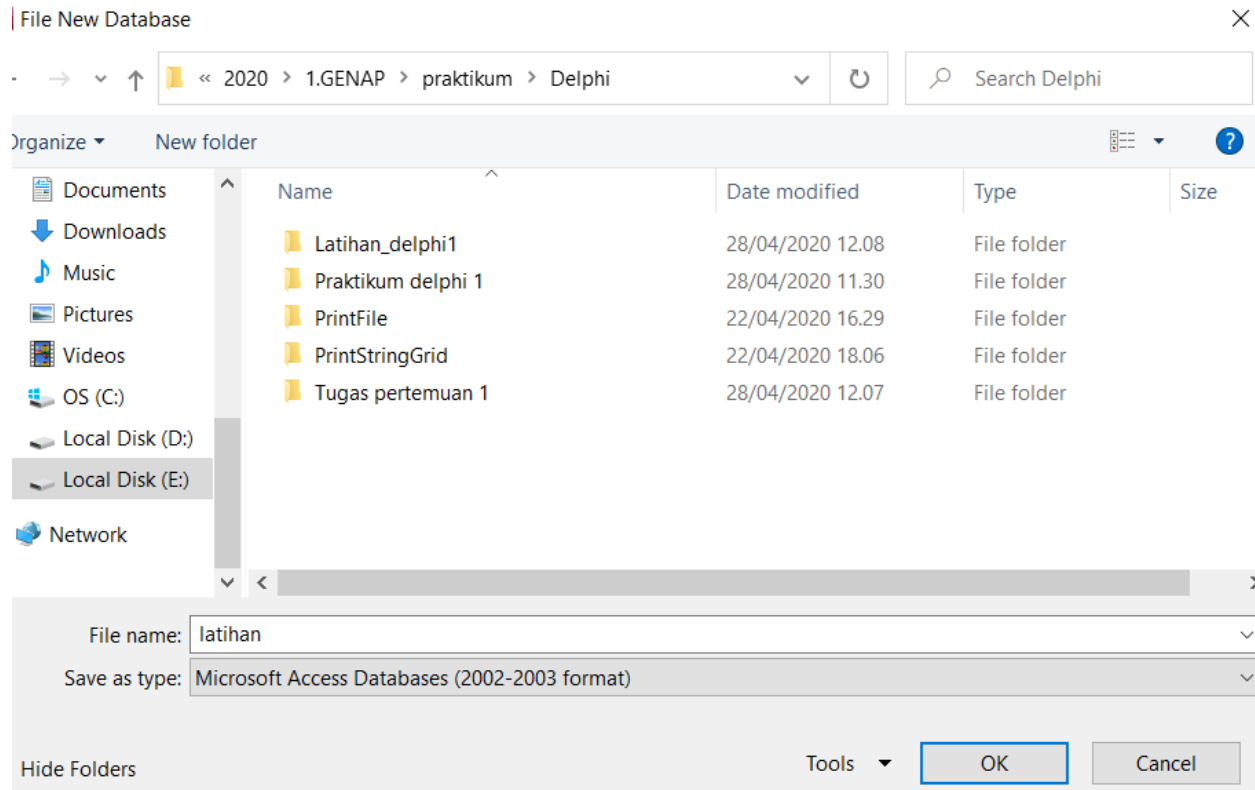 File New Database
« 2020 > 1.GENAP > praktikum > Delphi
Search Delphi
Organize
New folder
?
Documents
Downloads
Music
Pictures
Videos
OS (C:)
Local Disk (D:)
Local Disk (E:)
Network
Name Date modified Type Size
Latihan_delphi1 28/04/2020 12.08 File folder
Praktikum delphi 1 28/04/2020 11.30 File folder
PrintFile 22/04/2020 16.29 File folder
PrintStringGrid 22/04/2020 18.06 File folder
Tugas pertemuan 1 28/04/2020 12.07 File folder
File name: latihan
Save as type: Microsoft Access Databases (2002-2003 format)
Hide Folders
Tools
OK
Cancel